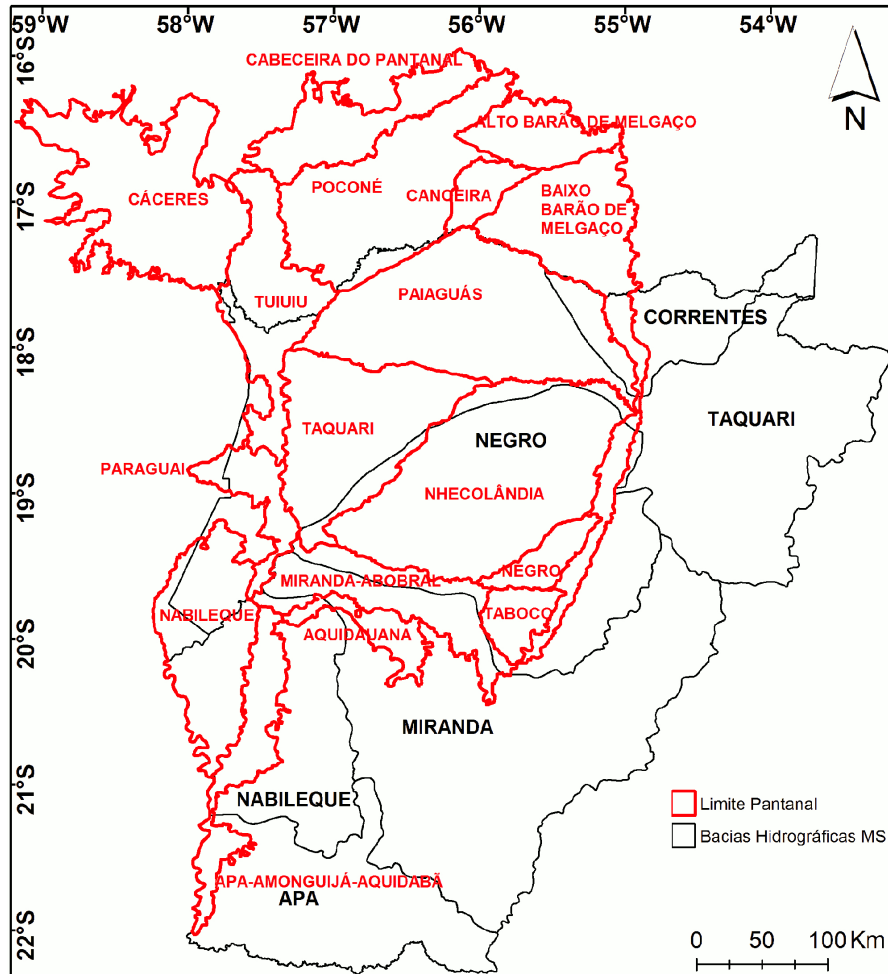 59°W 58°W 57°W 56°W 55°W 54°W
16°S
17°S
18°S
19°S
20°S
21°S
22°S
N
CABECEIRA DO PANTANAL
ALTO BARÃO DE MELGAÇO
POCONÉ
CÁCERES
CANOEIRA
BAIXO
BARÃO DE
MELGAÇO
TUIUIU
PAIAGUÁS
CORRENTES
TAQUARI
TAQUARI
NEGRO
PARAGUAI
NHECOLÂNDIA
NEGRO
MIRANDA-ABOBRAL
NABILEQUE
TABOCO
AQUIDAUANA
MIRANDA
NABILEQUE
APA-AMONGUIJÁ-AQUIDABÃ
APA
Limite Pantanal
Bacias Hidrográficas MS
0 50 100 Km